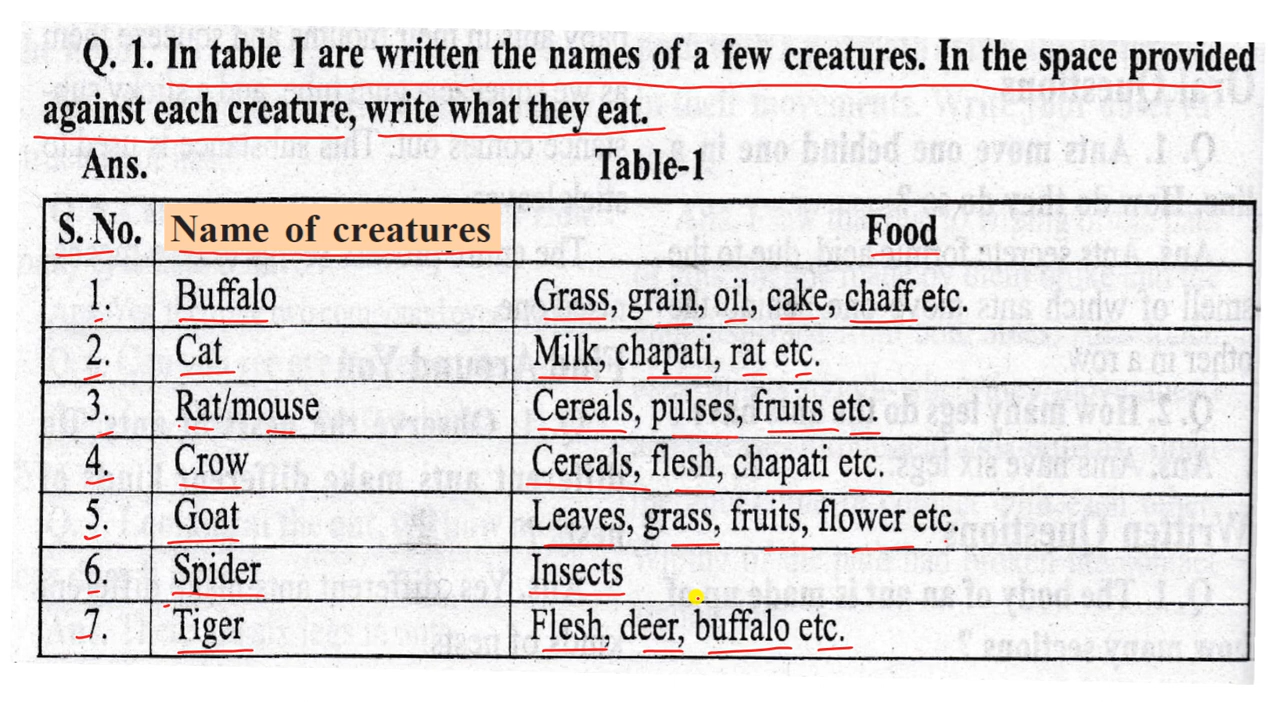 Q. 1. In table I are written the names of a few creatures. In the space provided
against each creature, write what they eat.
Ans. Table-1
S. No. Name of creatures Food
1. Buffalo Grass, grain, oil, cake, chaff etc.
2. Cat Milk, chapati, rat etc.
3. Rat/mouse Cereals, pulses, fruits etc.
4. Crow Cereals, flesh, chapati etc.
5. Goat Leaves, grass, fruits, flower etc.
6. Spider Insects
7. Tiger Flesh, deer, buffalo etc.